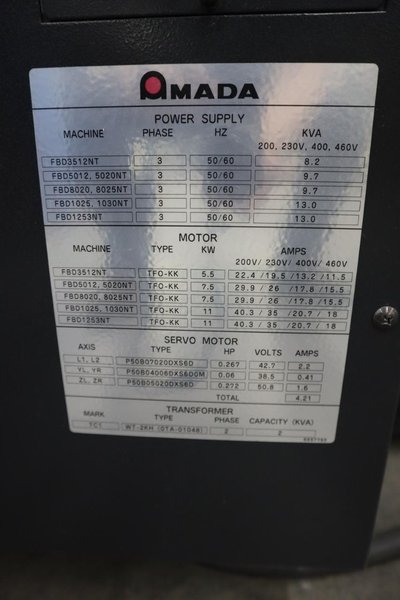 AMADA
POWER SUPPLY
MACHINE PHASE HZ KVA
200, 230V, 400, 460V
FBD3512NT 3 50/60 8.2
FBD5012, 5020NT 3 50/60 9.7
FBD8020, 8025NT 3 50/60 9.7
FBD1025, 1030NT 3 50/60 13.0
FBD1253NT 3 50/60 13.0
MOTOR
MACHINE TYPE KW AMPS
200V/ 230V/ 400V/ 460V
FBD3512NT TFO-KK 5.5 22.4 /19.5 /13.2 /11.5
FBD5012, 5020NT TFO-KK 7.5 29.9 / 26 /17.8 /15.5
FBD8020, 8025NT TFO-KK 7.5 29.9 / 26 /17.8 /15.5
FBD1025, 1030NT TFO-KK 11 40.3 / 35 /20.7 / 18
FBD1253NT TFO-KK 11 40.3 / 35 /20.7 / 18
SERVO MOTOR
AXIS TYPE HP VOLTS AMPS
L1, L2 P50B07020DXS6D 0.267 42.7 2.2
YL, YR P50B04006DXS6D0M 0.06 38.5 0.41
ZL, ZR P50B05020DXS6D 0.272 50.8 1.6
TOTAL 4.21
TRANSFORMER
MARK TYPE PHASE CAPACITY (KVA)
TC1 WT-2KH (OTA-01048) 2 2